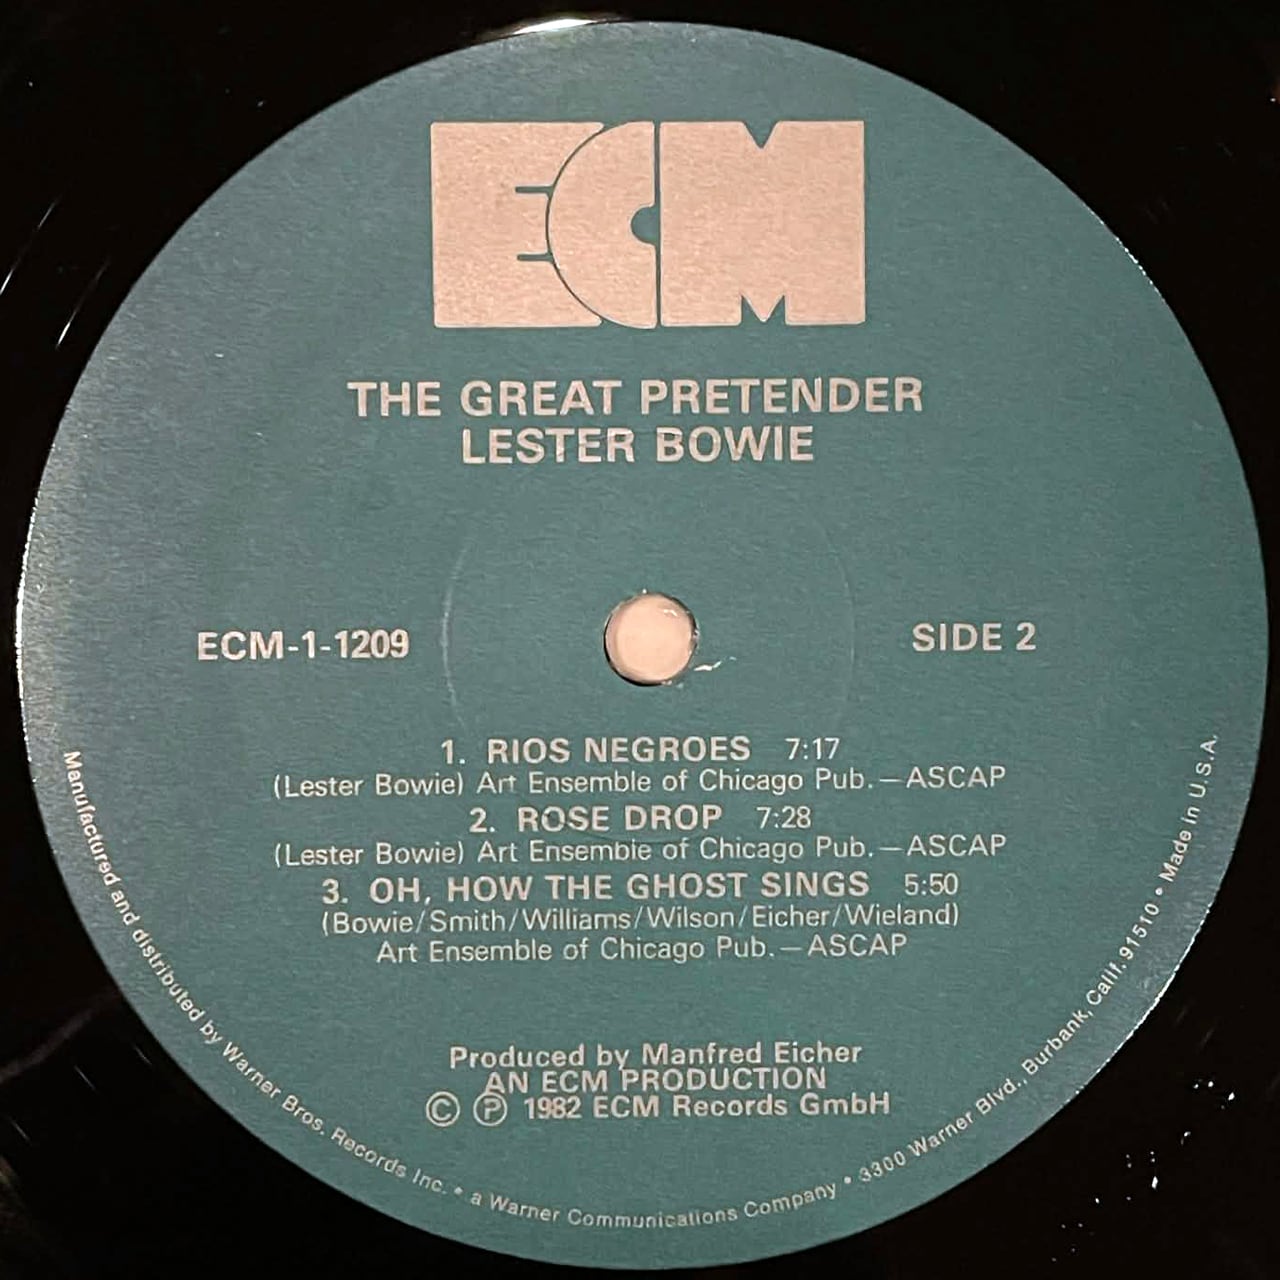 ECM
THE GREAT PRETENDER
LESTER BOWIE
ECM-1-1209
SIDE 2
1. RIOS NEGROES 7:17
(Lester Bowie) Art Ensemble of Chicago Pub.—ASCAP
2. ROSE DROP 7:28
(Lester Bowie) Art Ensemble of Chicago Pub.—ASCAP
3. OH, HOW THE GHOST SINGS 5:50
(Bowie/Smith/Williams/Wilson/Eicher/Wieland)
Art Ensemble of Chicago Pub.—ASCAP
Produced by Manfred Eicher
AN ECM PRODUCTION
© ℗ 1982 ECM Records GmbH
Manufactured and distributed by Warner Bros. Records Inc. • a Warner Communications Company • 3300 Warner Blvd., Burbank, Calif. 91510 • Made in U.S.A.